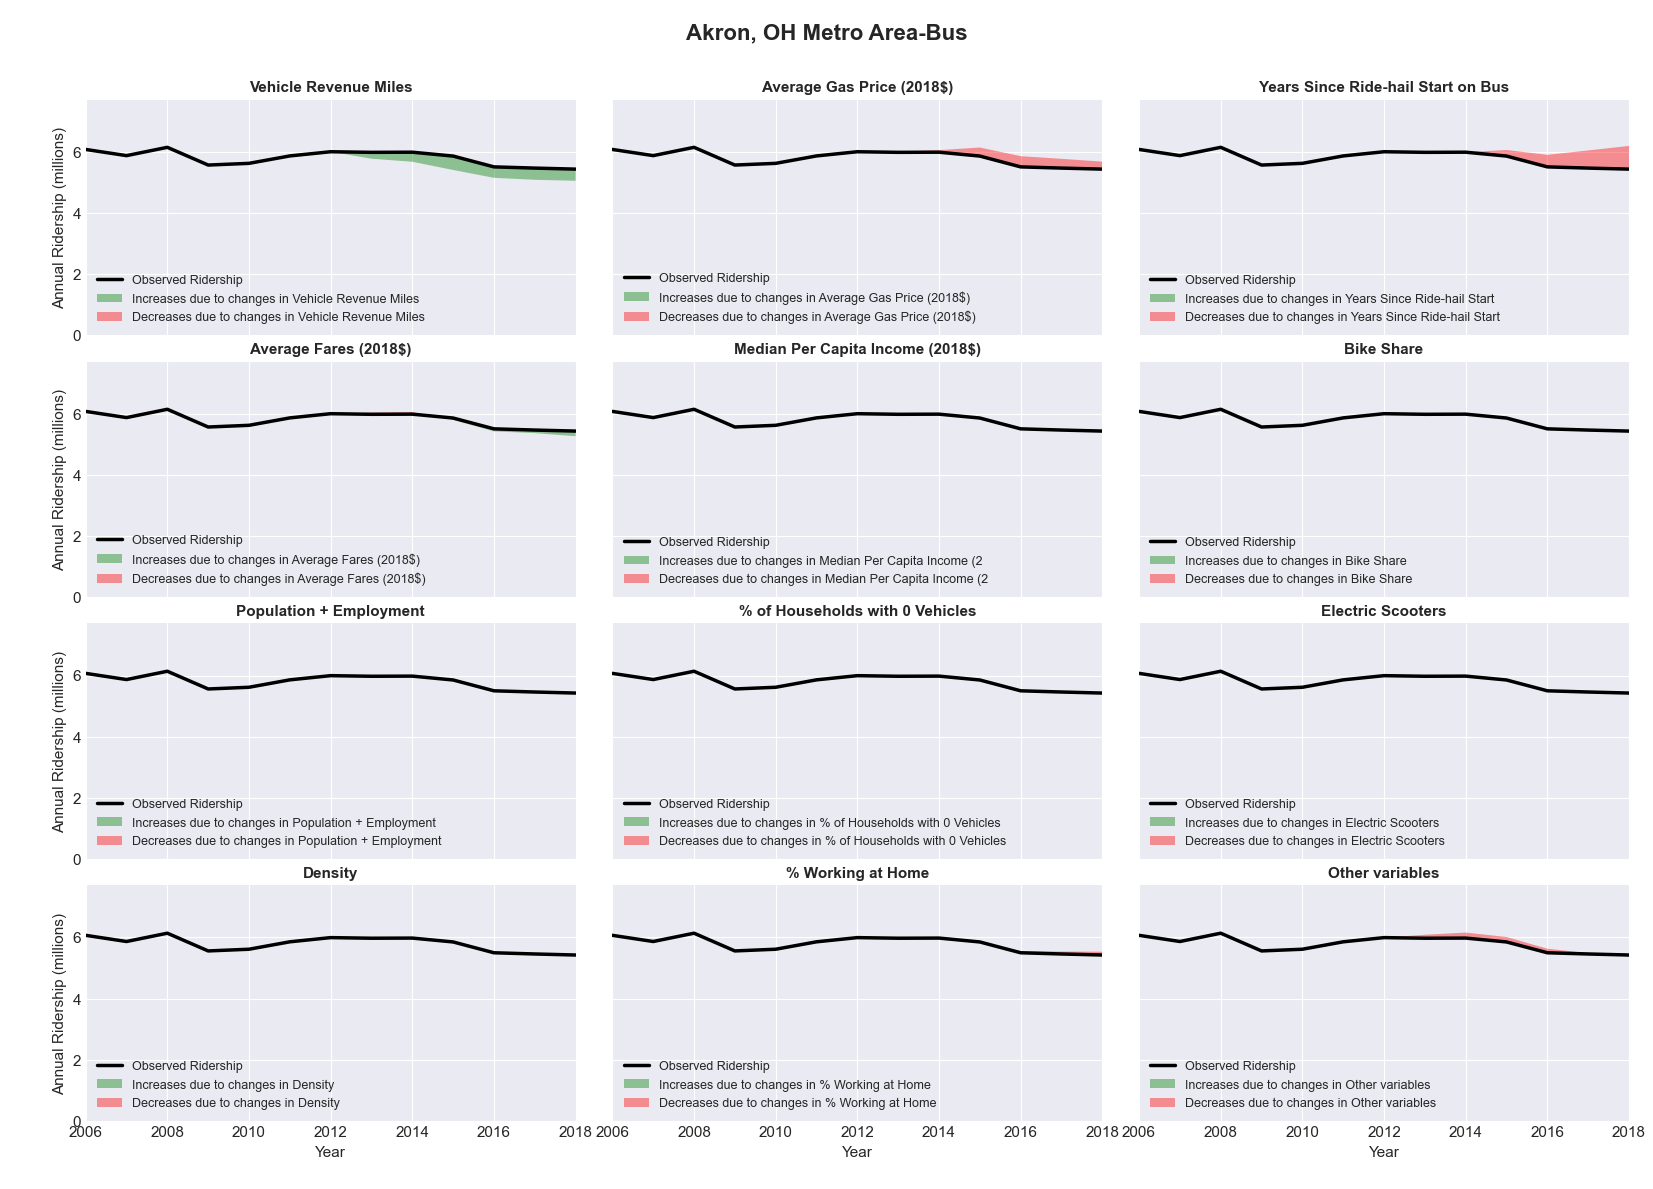 Akron, OH Metro Area-Bus
Vehicle Revenue Miles
Annual Ridership (millions)
6
4
2
0
Observed Ridership
Increases due to changes in Vehicle Revenue Miles
Decreases due to changes in Vehicle Revenue Miles
Average Gas Price (2018$)
Observed Ridership
Increases due to changes in Average Gas Price (2018$)
Decreases due to changes in Average Gas Price (2018$)
Years Since Ride-hail Start on Bus
Observed Ridership
Increases due to changes in Years Since Ride-hail Start
Decreases due to changes in Years Since Ride-hail Start
Average Fares (2018$)
Annual Ridership (millions)
6
4
2
0
Observed Ridership
Increases due to changes in Average Fares (2018$)
Decreases due to changes in Average Fares (2018$)
Median Per Capita Income (2018$)
Observed Ridership
Increases due to changes in Median Per Capita Income (2
Decreases due to changes in Median Per Capita Income (2
Bike Share
Observed Ridership
Increases due to changes in Bike Share
Decreases due to changes in Bike Share
Population + Employment
Annual Ridership (millions)
6
4
2
0
Observed Ridership
Increases due to changes in Population + Employment
Decreases due to changes in Population + Employment
% of Households with 0 Vehicles
Observed Ridership
Increases due to changes in % of Households with 0 Vehicles
Decreases due to changes in % of Households with 0 Vehicles
Electric Scooters
Observed Ridership
Increases due to changes in Electric Scooters
Decreases due to changes in Electric Scooters
Density
Annual Ridership (millions)
6
4
2
0
Observed Ridership
Increases due to changes in Density
Decreases due to changes in Density
2006 2008 2010 2012 2014 2016 2018
Year
% Working at Home
Observed Ridership
Increases due to changes in % Working at Home
Decreases due to changes in % Working at Home
2006 2008 2010 2012 2014 2016 2018
Year
Other variables
Observed Ridership
Increases due to changes in Other variables
Decreases due to changes in Other variables
2006 2008 2010 2012 2014 2016 2018
Year